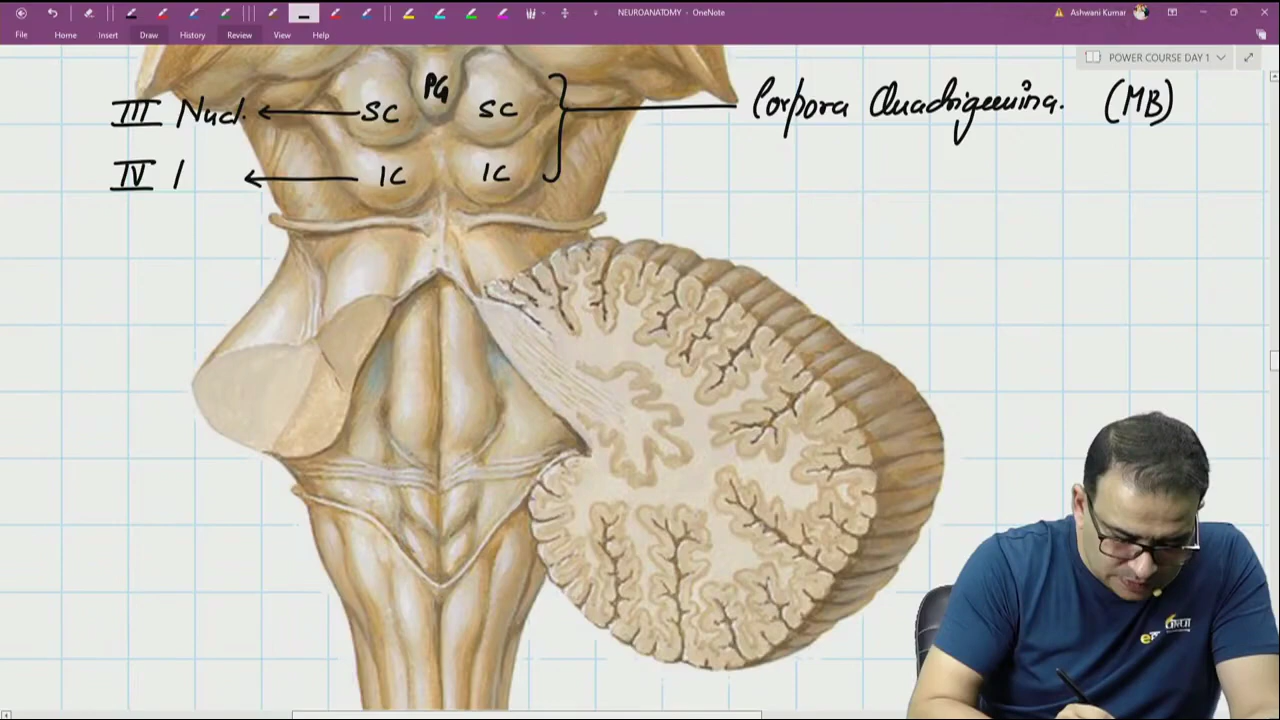 NEUROANATOMY - OneNote
Ashwani Kumar
File Home Insert Draw History Review View Help
POWER COURSE DAY 1
PG
III Nucl. SC SC Corpora Quadrigemina. (MB)
IV IC IC